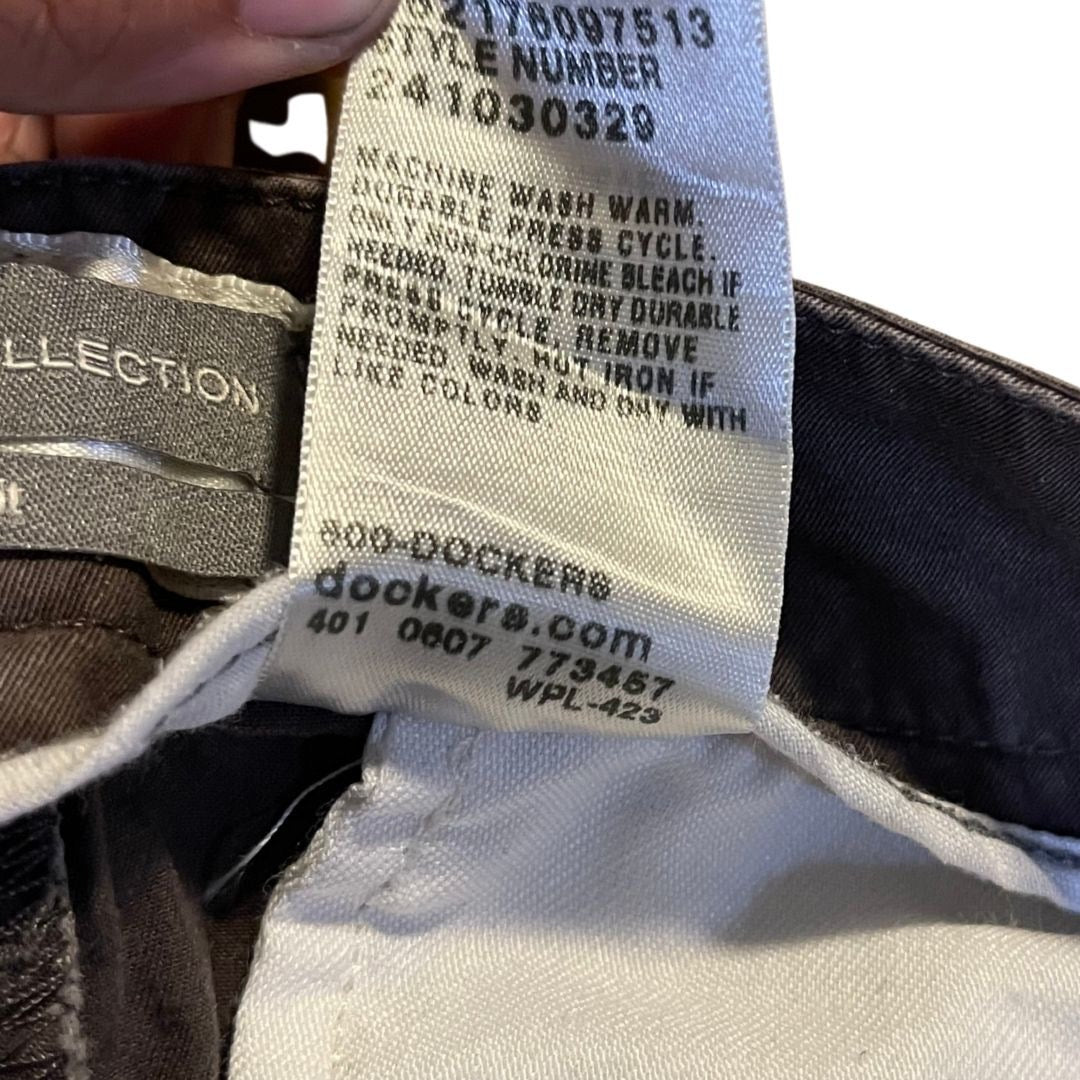 2176097513
STYLE NUMBER
241030329
MACHINE WASH WARM.
DURABLE PRESS CYCLE.
ONLY NON-CHLORINE BLEACH IF
NEEDED. TUMBLE DRY DURABLE
PRESS CYCLE. REMOVE
PROMPTLY. HOT IRON IF
NEEDED. WASH AND DRY WITH
LIKE COLORS.
800-DOCKERS
dockers.com
401 0607 773457
WPL-423
LLECTION